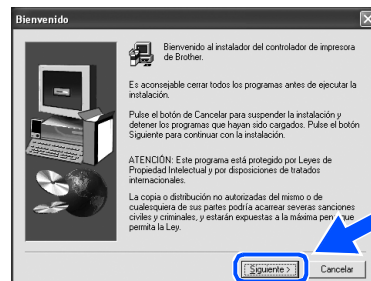 Bienvenido
Bienvenido al instalador del controlador de impresora
de Brother.
Es aconsejable cerrar todos los programas antes de ejecutar la
instalación.
Pulse el botón de Cancelar para suspender la instalación y
detener los programas que hayan sido cargados. Pulse el botón
Siguiente para continuar con la instalación.
ATENCIÓN: Este programa está protegido por Leyes de
Propiedad Intelectual y por disposiciones de tratados
internacionales.
La copia o distribución no autorizadas del mismo o de
cualesquiera de sus partes podría acarrear severas sanciones
civiles y criminales, y estarán expuestas a la máxima pena que
permita la Ley.
Siguiente >
Cancelar